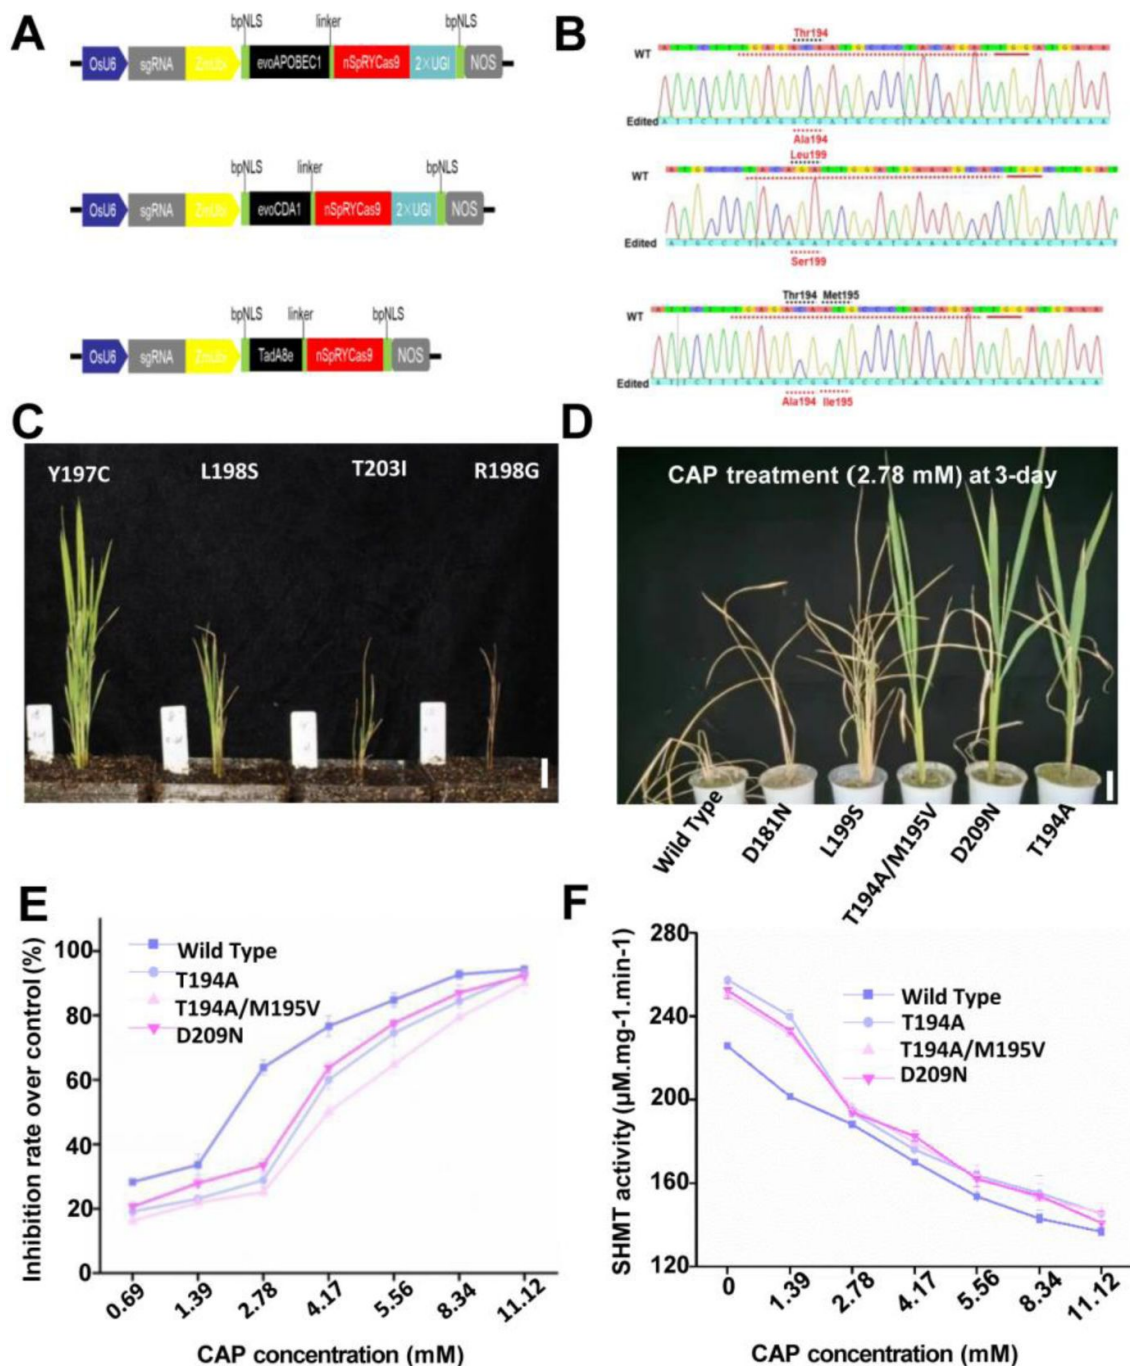 A
bpNLS linker bpNLS
OsU6 sgRNA ZmUbi evoAPOBEC1 nSpRYCas9 2×UGI NOS
bpNLS linker bpNLS
OsU6 sgRNA ZmUbi evoCDA1 nSpRYCas9 2×UGI NOS
bpNLS linker bpNLS
OsU6 sgRNA ZmUbi TadA8e nSpRYCas9 NOS
B
Thr194
WT
Edited
Ala194
Leu199
WT
Edited
ATGCCCTACAGATCGGATGAAAGCACTGGCTTGAT
Ser199
Thr194 Met195
WT
Edited
Ala194 Ile195
C
Y197C L198S T203I R198G
D
CAP treatment (2.78 mM) at 3-day
Wild Type
D181N
L199S
T194A/M195V
D209N
T194A
E
Inhibition rate over control (%)
100
80
60
40
20
0
Wild Type
T194A
T194A/M195V
D209N
0.69 1.39 2.78 4.17 5.56 8.34 11.12
CAP concentration (mM)
F
SHMT activity (µM.mg-1.min-1)
280
240
200
160
120
Wild Type
T194A
T194A/M195V
D209N
0 1.39 2.78 4.17 5.56 8.34 11.12
CAP concentration (mM)